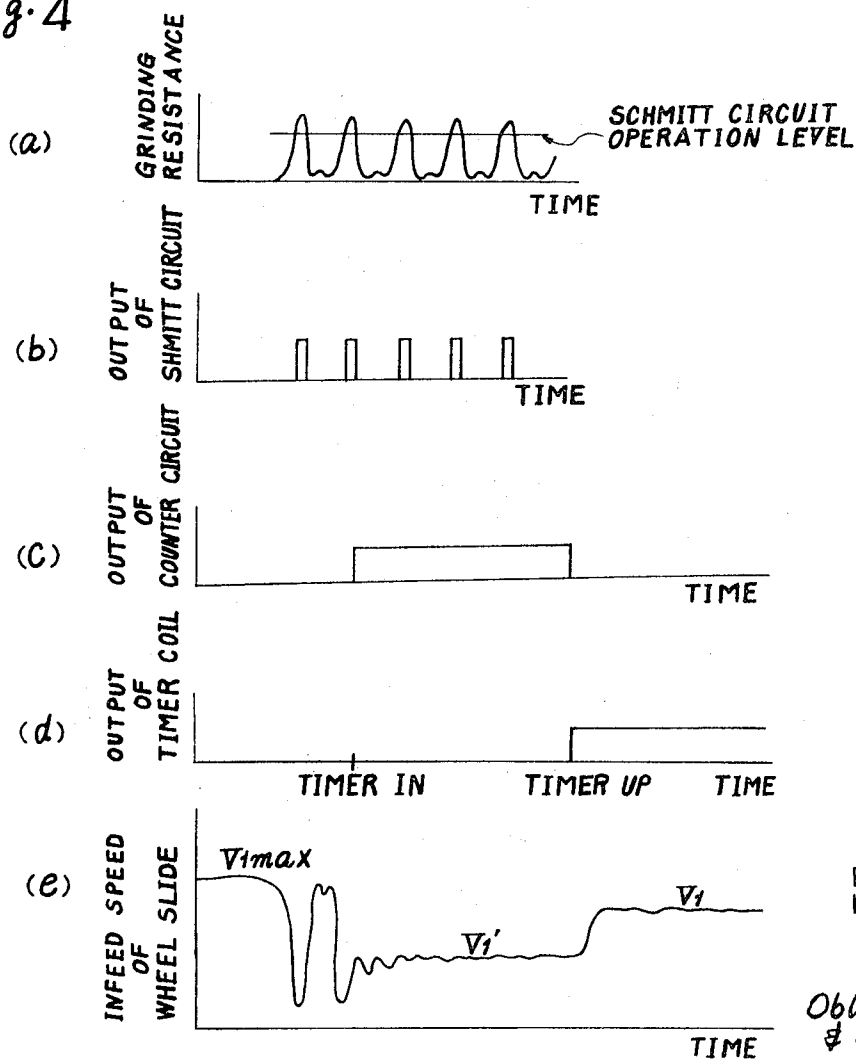 g. 4
(a)
GRINDING
RESISTANCE
SCHMITT CIRCUIT
OPERATION LEVEL
TIME
(b)
OUTPUT
OF
SHMITT CIRCUIT
TIME
(C)
OUTPUT
OF
COUNTER CIRCUIT
TIME
(d)
OUTPUT
OF
TIMER COIL
TIMER IN
TIMER UP
TIME
(e)
INFEED SPEED
OF
WHEEL SLIDE
V1max
V1'
V1
TIME